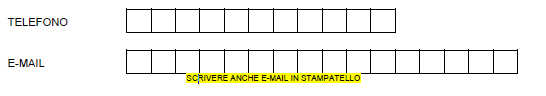 TELEFONO
E-MAIL
SCRIVERE ANCHE E-MAIL IN STAMPATELLO